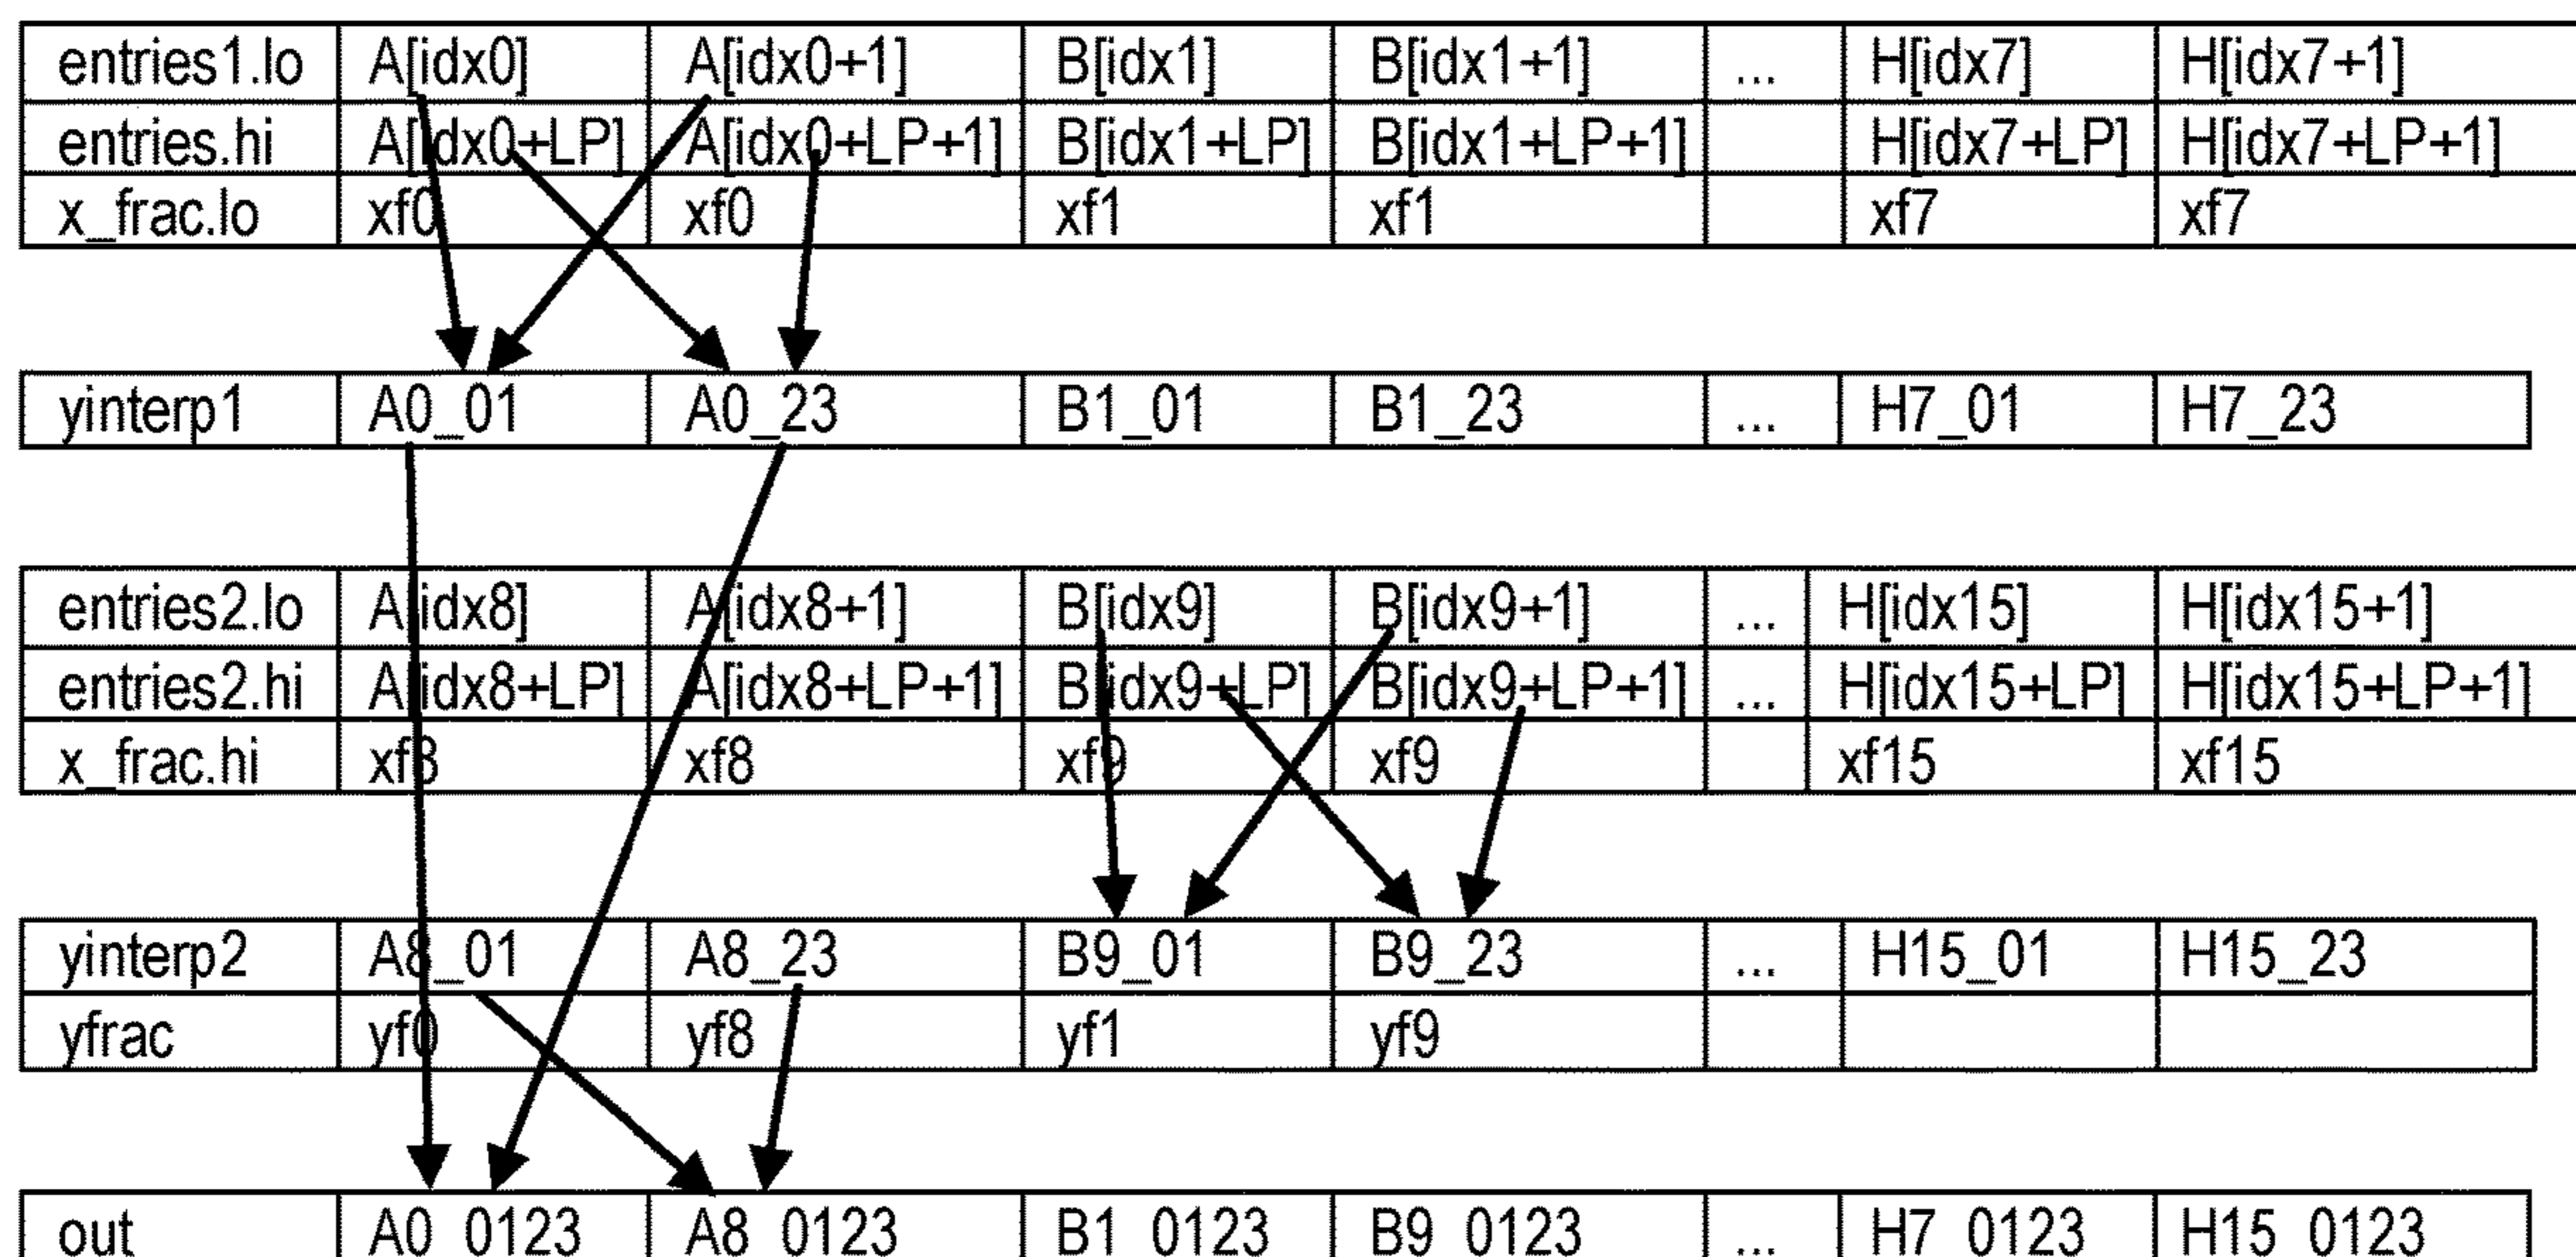 entries1.lo A[idx0] A[idx0+1] B[idx1] B[idx1+1] ... H[idx7] H[idx7+1]
entries.hi A[idx0+LP] A[idx0+LP+1] B[idx1+LP] B[idx1+LP+1] H[idx7+LP] H[idx7+LP+1]
x_frac.lo xf0 xf0 xf1 xf1 xf7 xf7
yinterp1 A0_01 A0_23 B1_01 B1_23 ... H7_01 H7_23
entries2.lo A[idx8] A[idx8+1] B[idx9] B[idx9+1] ... H[idx15] H[idx15+1]
entries2.hi A[idx8+LP] A[idx8+LP+1] B[idx9+LP] B[idx9+LP+1] ... H[idx15+LP] H[idx15+LP+1]
x_frac.hi xf8 xf8 xf9 xf9 xf15 xf15
yinterp2 A8_01 A8_23 B9_01 B9_23 ... H15_01 H15_23
yfrac yf0 yf8 yf1 yf9
out A0_0123 A8_0123 B1_0123 B9_0123 ... H7_0123 H15_0123